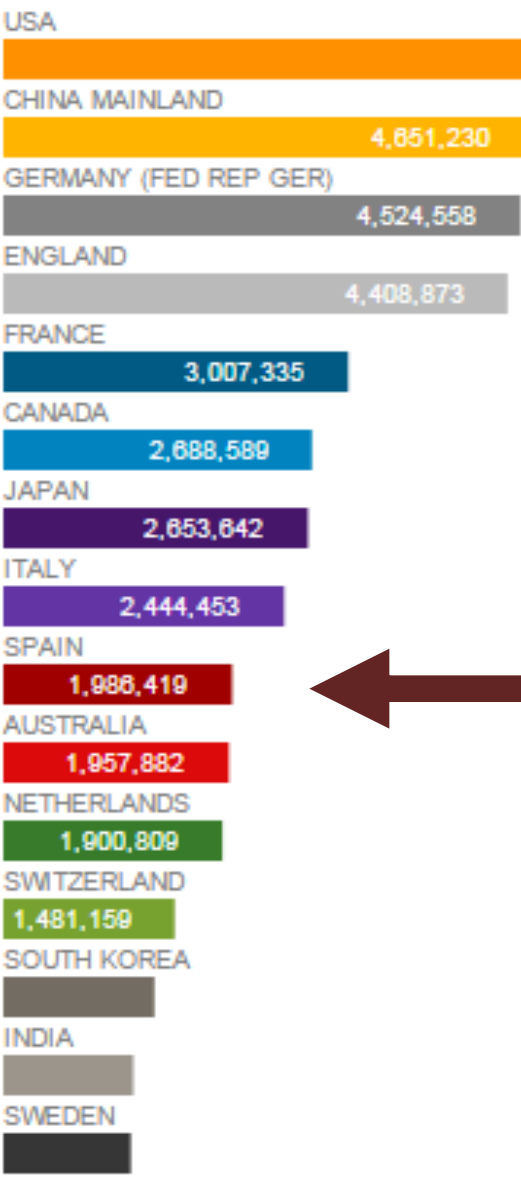 USA
CHINA MAINLAND
4,651,230
GERMANY (FED REP GER)
4,524,558
ENGLAND
4,408,873
FRANCE
3,007,335
CANADA
2,688,589
JAPAN
2,653,642
ITALY
2,444,453
SPAIN
1,986,419
AUSTRALIA
1,957,882
NETHERLANDS
1,900,809
SWITZERLAND
1,481,159
SOUTH KOREA
INDIA
SWEDEN